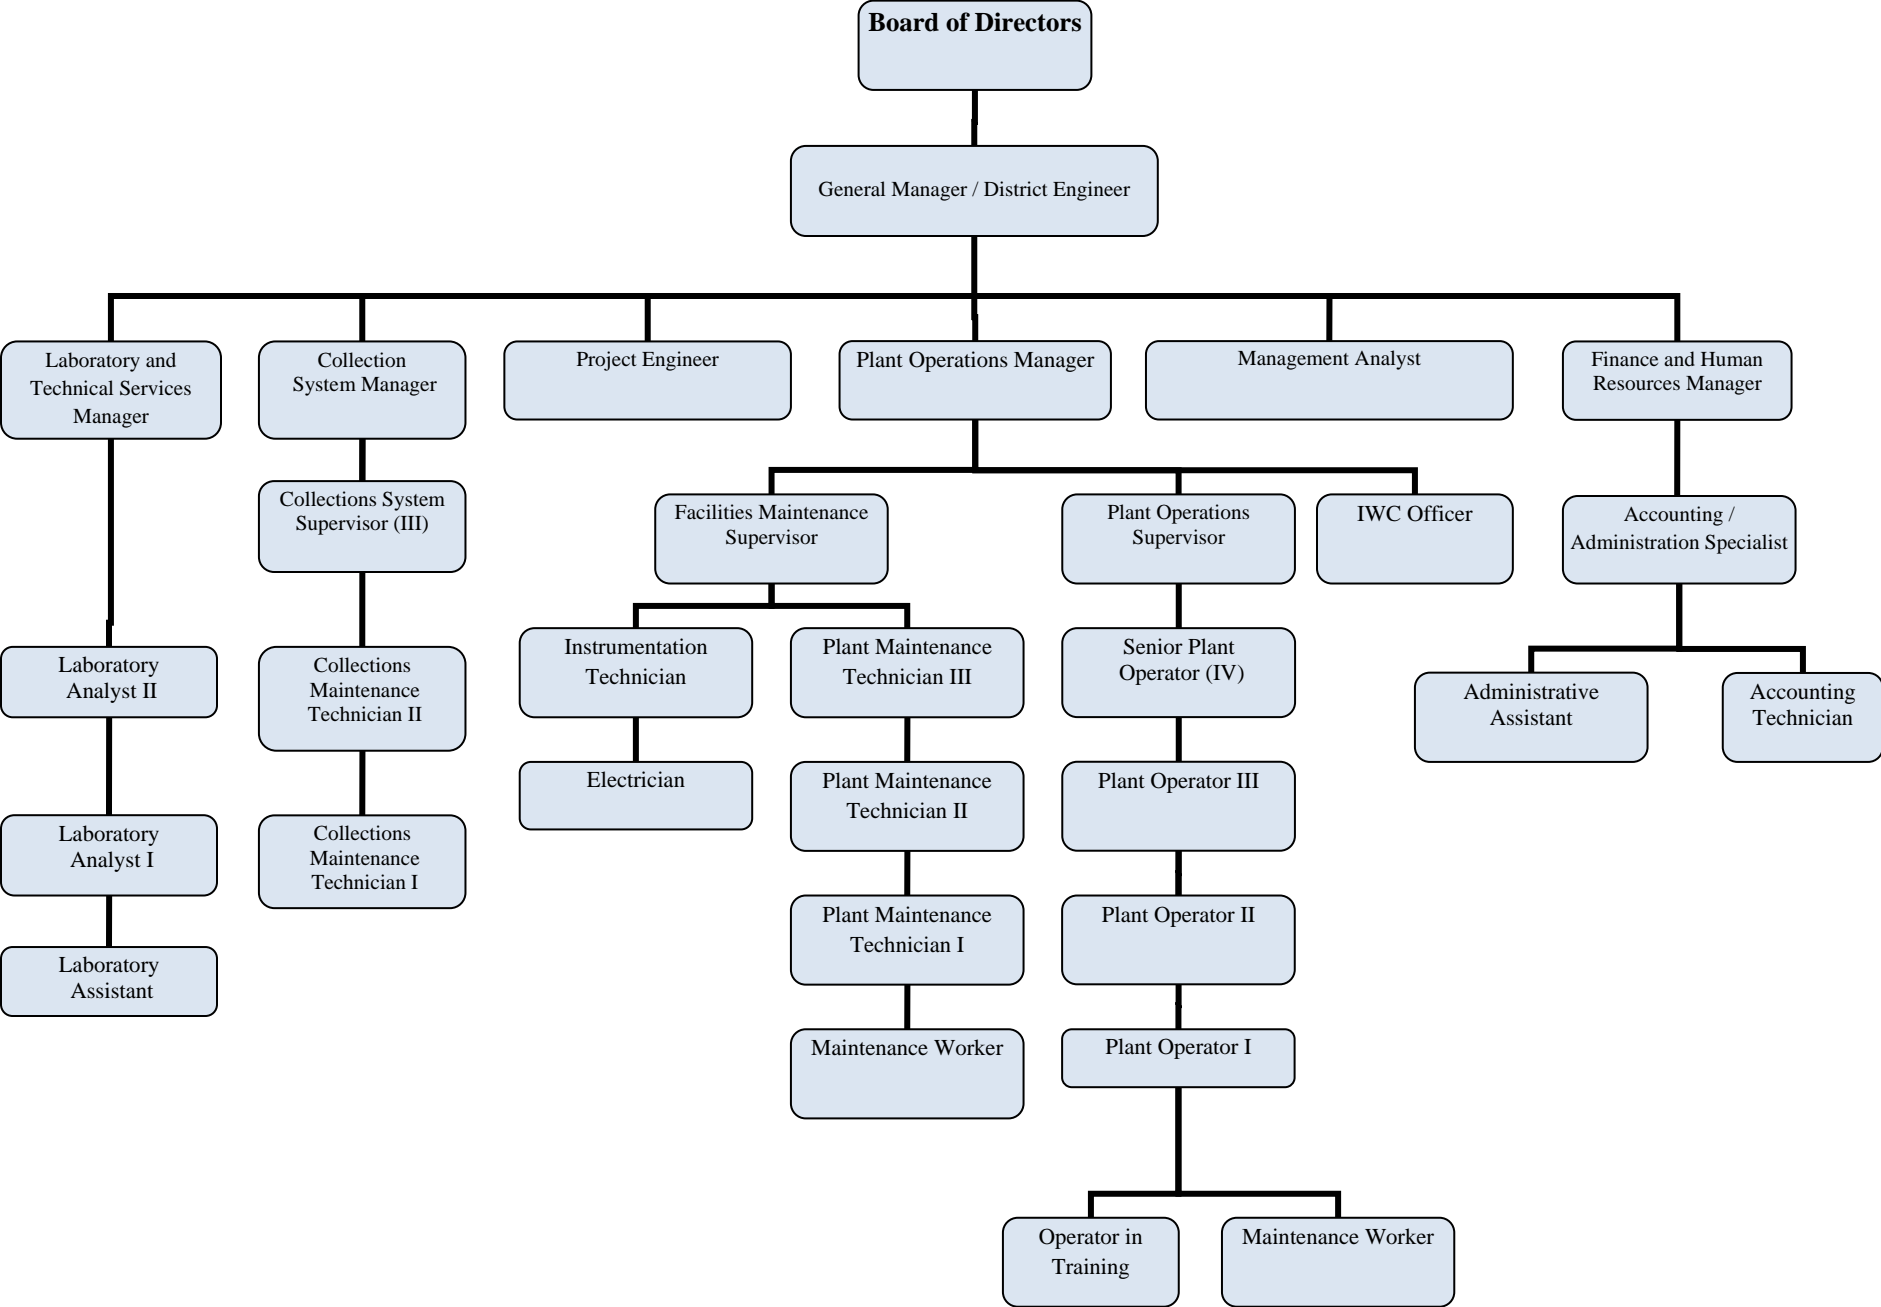 Board of Directors
General Manager / District Engineer
Laboratory and
Technical Services
Manager
Collection
System Manager
Project Engineer
Plant Operations Manager
Management Analyst
Finance and Human
Resources Manager
Collections System
Supervisor (III)
Facilities Maintenance
Supervisor
Plant Operations
Supervisor
IWC Officer
Accounting /
Administration Specialist
Laboratory
Analyst II
Collections
Maintenance
Technician II
Instrumentation
Technician
Plant Maintenance
Technician III
Senior Plant
Operator (IV)
Administrative
Assistant
Accounting
Technician
Electrician
Plant Maintenance
Technician II
Plant Operator III
Laboratory
Analyst I
Collections
Maintenance
Technician I
Plant Maintenance
Technician I
Plant Operator II
Laboratory
Assistant
Maintenance Worker
Plant Operator I
Operator in
Training
Maintenance Worker